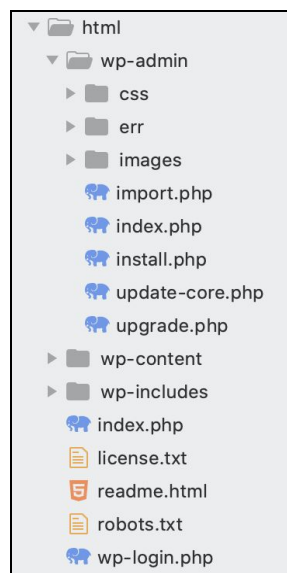 html
wp-admin
css
err
images
import.php
index.php
install.php
update-core.php
upgrade.php
wp-content
wp-includes
index.php
license.txt
readme.html
robots.txt
wp-login.php